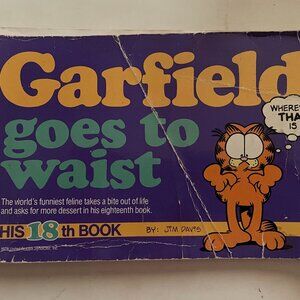 Garfield
goes to
waist
WHERE'S
THA
IS
The world's funniest feline takes a bite out of life
and asks for more dessert in his eighteenth book.
HIS 18th BOOK
BY: JIM DAVIS